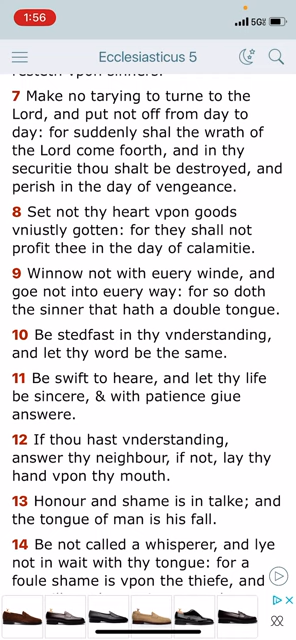 1:56
5G
Ecclesiasticus 5
resteth vpon sinners.
7 Make no tarying to turne to the
Lord, and put not off from day to
day: for suddenly shal the wrath of
the Lord come foorth, and in thy
securitie thou shalt be destroyed, and
perish in the day of vengeance.
8 Set not thy heart vpon goods
vniustly gotten: for they shall not
profit thee in the day of calamitie.
9 Winnow not with euery winde, and
goe not into euery way: for so doth
the sinner that hath a double tongue.
10 Be stedfast in thy vnderstanding,
and let thy word be the same.
11 Be swift to heare, and let thy life
be sincere, & with patience giue
answere.
12 If thou hast vnderstanding,
answer thy neighbour, if not, lay thy
hand vpon thy mouth.
13 Honour and shame is in talke; and
the tongue of man is his fall.
14 Be not called a whisperer, and lye
not in wait with thy tongue: for a
foule shame is vpon the thiefe, and